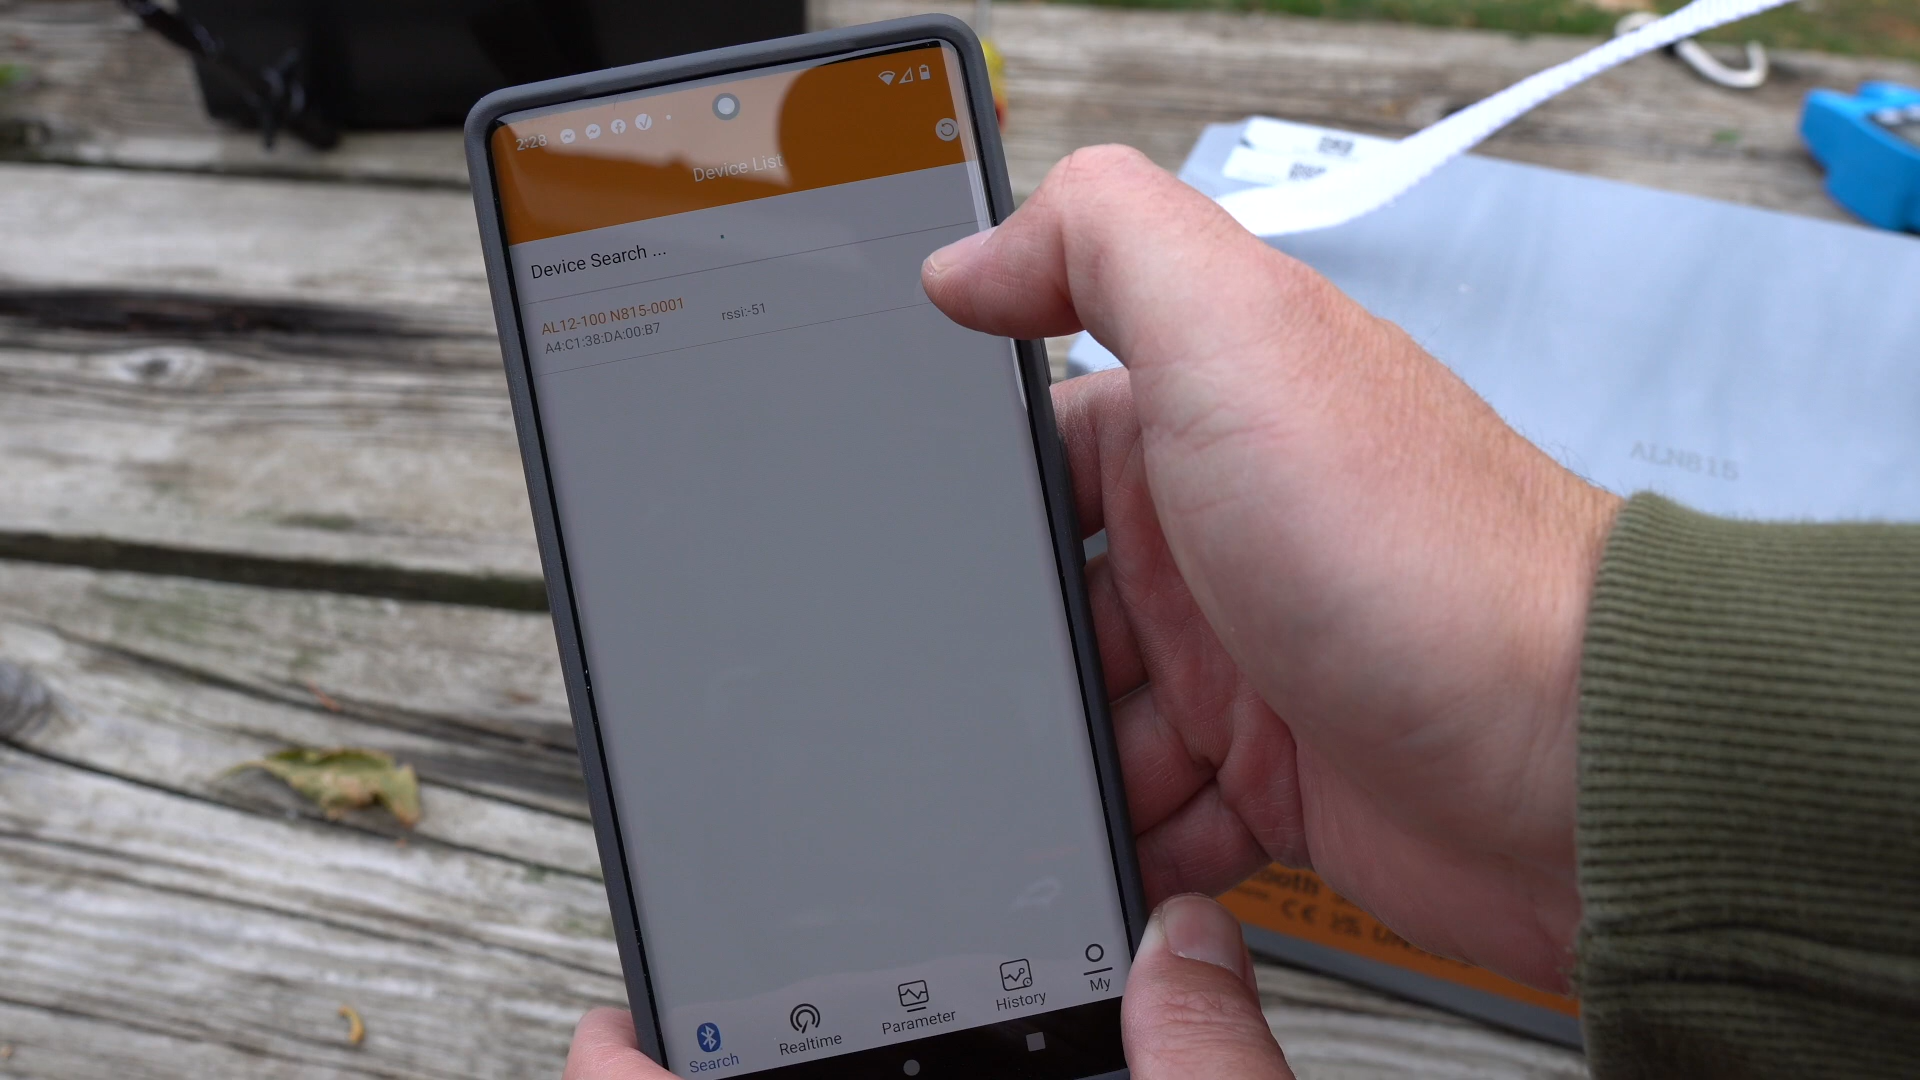 2:28
Device List
Device Search ...
AL12-100 N815-0001
rssi:-51
A4:C1:38:DA:00:B7
Search
Realtime
Parameter
History
My
ALN815
CE